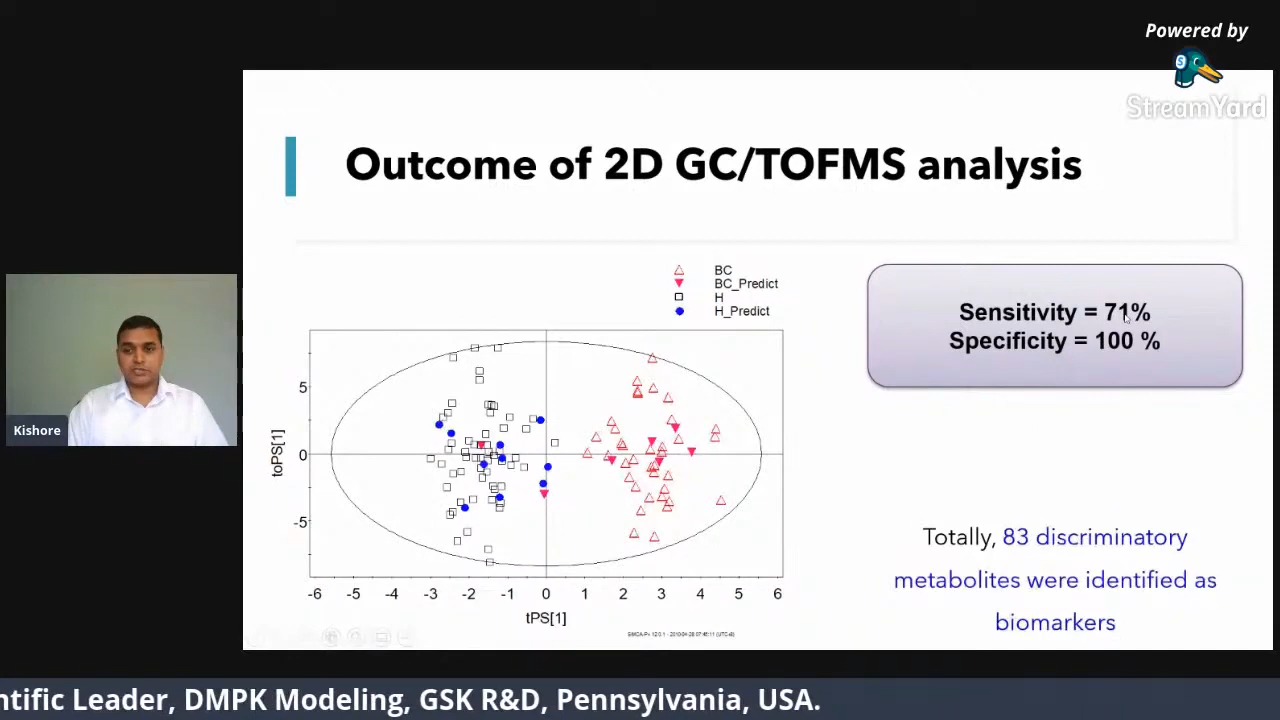 Powered by
StreamYard
Outcome of 2D GC/TOFMS analysis
BC
BC_Predict
H
H_Predict
Sensitivity = 71%
Specificity = 100 %
5
0
-5
toPS[1]
-6 -5 -4 -3 -2 -1 0 1 2 3 4 5 6
tPS[1]
Totally, 83 discriminatory
metabolites were identified as
biomarkers
Kishore
ntific Leader, DMPK Modeling, GSK R&D, Pennsylvania, USA.